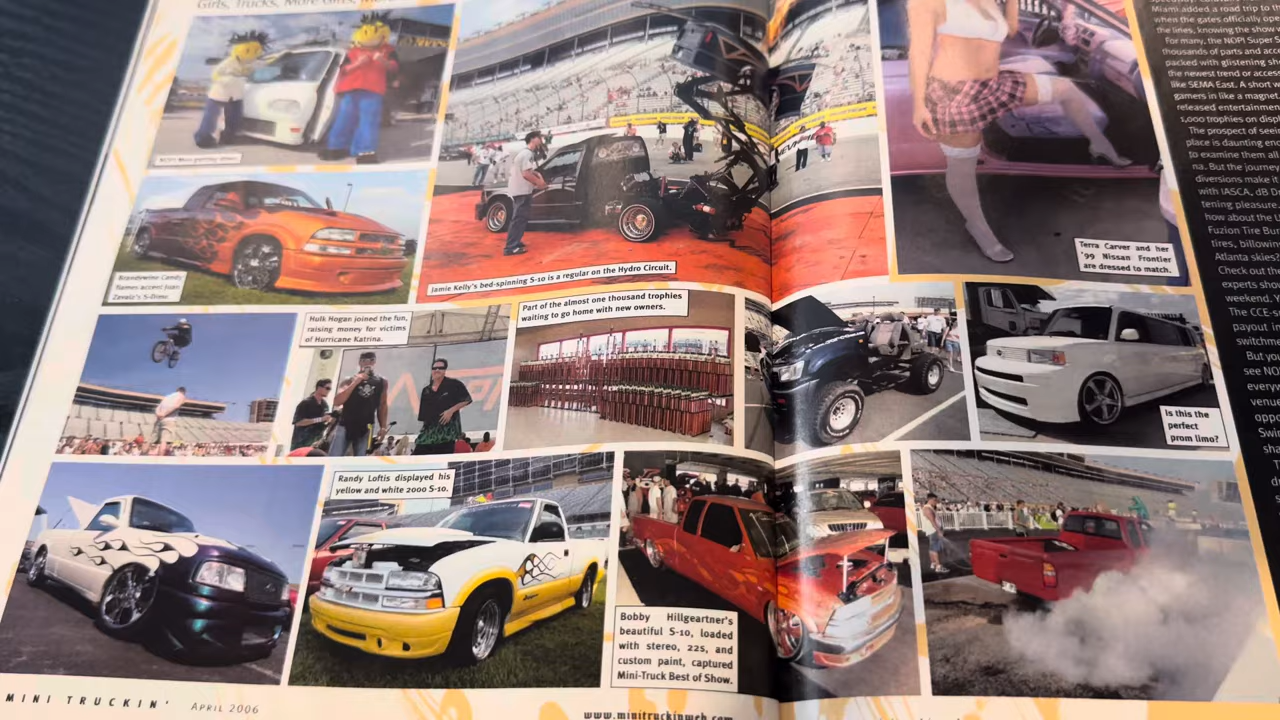 Girls, Trucks, More Girls,
NOPI
Brandywine Candy
flames accent Juan
Zavala's S-Dime.
Jamie Kelly's bed-spinning S-10 is a regular on the Hydro Circuit.
Terra Carver and her
'99 Nissan Frontier
are dressed to match.
Hulk Hogan joined the fun,
raising money for victims
of Hurricane Katrina.
Part of the almost one thousand trophies
waiting to go home with new owners.
Is this the
perfect
prom limo?
Randy Loftis displayed his
yellow and white 2000 S-10.
Bobby Hillgeartner's
beautiful S-10, loaded
with stereo, 22s, and
custom paint, captured
Mini-Truck Best of Show.
MINI TRUCKIN' APRIL 2006
www.minitruckinweb.com
Miami added a road trip to th
when the gates officially ope
the lines, knowing the show w
For many, the NOPI Super S
thousands of parts and acce
packed with glistening sho
the newest trend or access
like SEMA East. A short w
gamers in like a magnet,
released entertainmen
1,000 trophies on displ
The prospect of seei
place is daunting eno
to examine them all
na. But the journey
diversions make it
with IASCA, dB D
tening pleasure.
how about the U
Fuzion Tire Bur
tires, billowin
Atlanta skies?
Check out the
experts show
weekend. Y
The CCE-s
payout in
switchme
But you
see NO
everyw
venue
oppo
Swin
sha